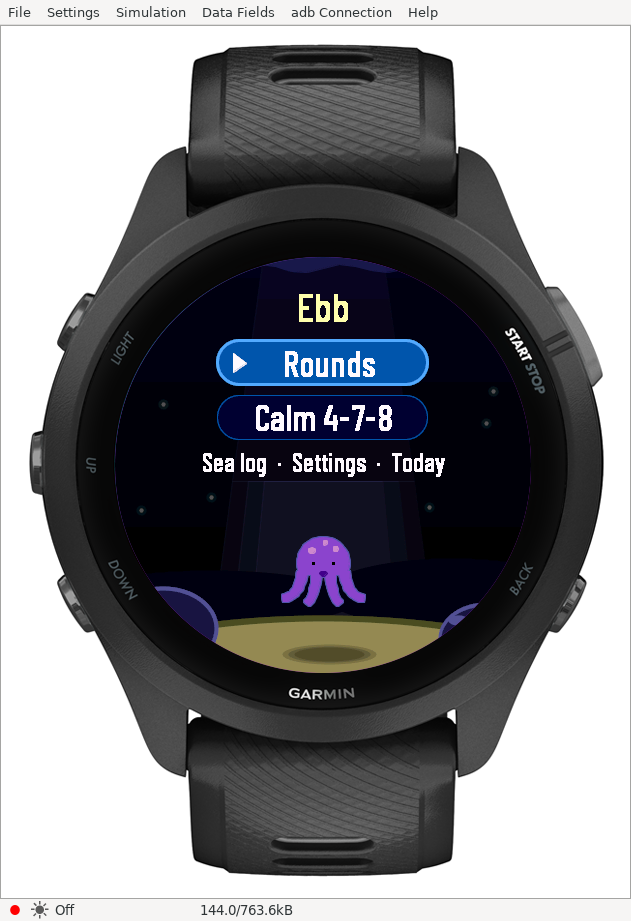 File Settings Simulation Data Fields adb Connection Help
LIGHT
START STOP
Ebb
Rounds
Calm 4-7-8
Sea log · Settings · Today
UP
DOWN
BACK
GARMIN
Off 144.0/763.6kB